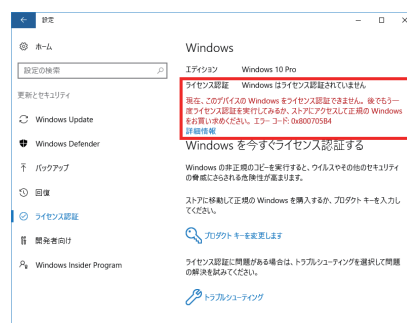 設定
ホーム
設定の検索
更新とセキュリティ
Windows Update
Windows Defender
バックアップ
回復
ライセンス認証
開発者向け
Windows Insider Program
Windows
エディション Windows 10 Pro
ライセンス認証 Windows はライセンス認証されていません
現在、このデバイスの Windows をライセンス認証できません。後でもう一
度ライセンス認証を実行してみるか、ストアにアクセスして正規の Windows
をお買い求めください。エラー コード: 0x800705B4
詳細情報
Windows を今すぐライセンス認証する
Windows の非正規のコピーを実行すると、ウイルスやその他のセキュリティ
の脅威にさらされる危険性が高まります。
ストアに移動して正規の Windows を購入するか、プロダクト キーを入力し
てください。
プロダクト キーを変更します
ライセンス認証に問題がある場合は、トラブルシューティングを選択して問題
の解決を試みてください。
トラブルシューティング